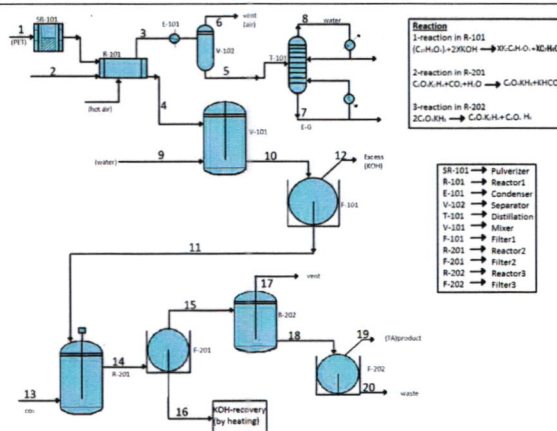 SR-101
1
(PET)
2
R-101
(hot air)
3
E-101
6
vent
(air)
V-102
5
4
8
water
T-101
7
E-G
V-101
9
(water)
10
12
Excess
(KOH)
F-101
11
13
14
R-201
15
F-201
16
KOH-recovery
(by heating)
17
vent
R-202
18
19
(TA)product
F-202
20
waste
Reaction
1-reaction in R-101
2-reaction in R-201
3-reaction in R-202
SR-101 → Pulverizer
R-101 → Reactor1
E-101 → Condenser
V-102 → Separator
T-101 → Distillation
V-101 → Mixer
F-101 → Filter1
R-201 → Reactor2
F-201 → Filter2
R-202 → Reactor3
F-202 → Filter3